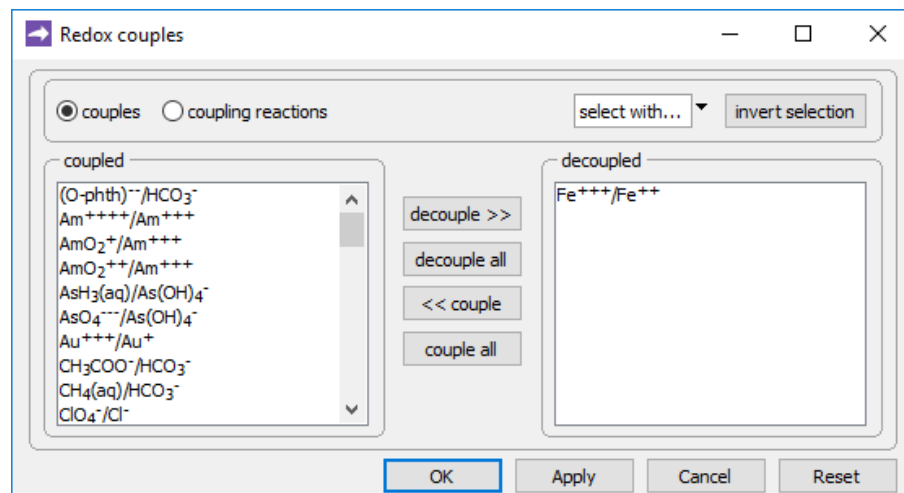 Redox couples
couples
coupling reactions
select with...
invert selection
coupled
(O-phth)⁻⁻/HCO₃⁻
Am⁺⁺⁺⁺/Am⁺⁺⁺
AmO₂⁺/Am⁺⁺⁺
AmO₂⁺⁺/Am⁺⁺⁺
AsH₃(aq)/As(OH)₄⁻
AsO₄⁻⁻⁻/As(OH)₄⁻
Au⁺⁺⁺/Au⁺
CH₃COO⁻/HCO₃⁻
CH₄(aq)/HCO₃⁻
ClO₄⁻/Cl⁻
decouple >>
decouple all
<< couple
couple all
decoupled
Fe⁺⁺⁺/Fe⁺⁺
OK
Apply
Cancel
Reset